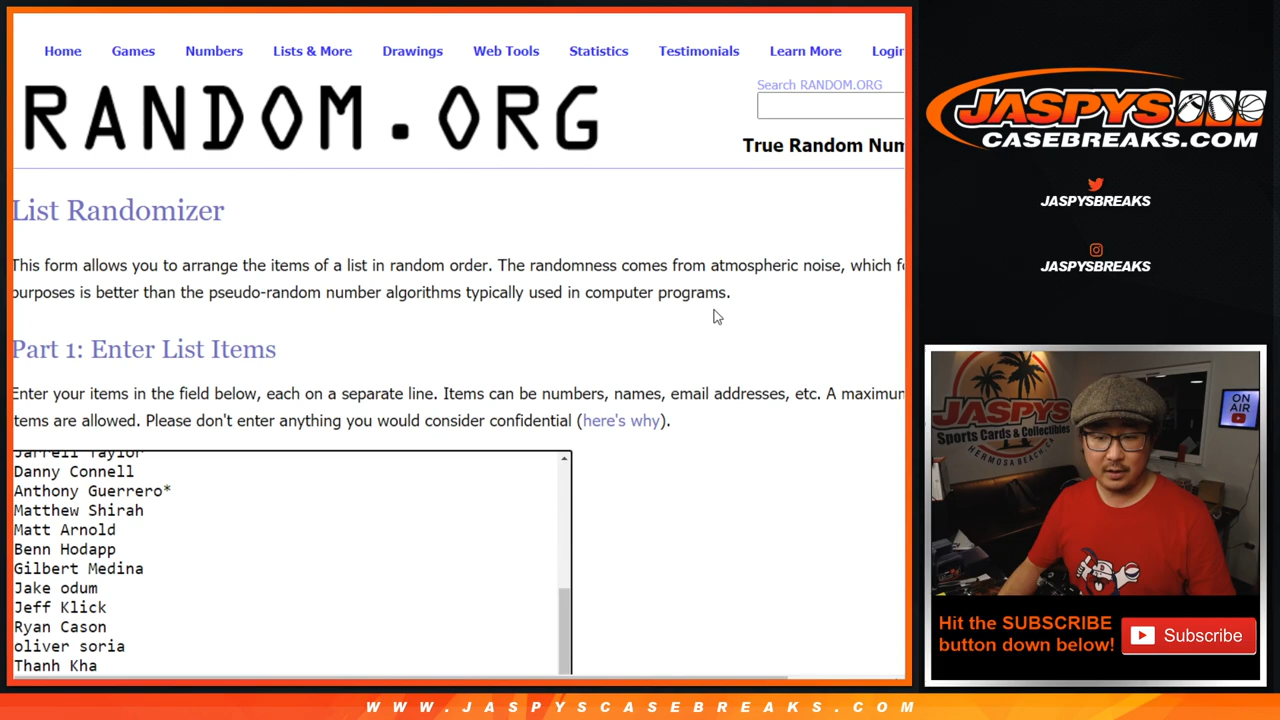 Home Games Numbers Lists & More Drawings Web Tools Statistics Testimonials Learn More Login
RANDOM.ORG
Search RANDOM.ORG
True Random Num
List Randomizer
This form allows you to arrange the items of a list in random order. The randomness comes from atmospheric noise, which fo
purposes is better than the pseudo-random number algorithms typically used in computer programs.
Part 1: Enter List Items
Enter your items in the field below, each on a separate line. Items can be numbers, names, email addresses, etc. A maximum
items are allowed. Please don't enter anything you would consider confidential (here's why).
Jarrell Taylor
Danny Connell
Anthony Guerrero*
Matthew Shirah
Matt Arnold
Benn Hodapp
Gilbert Medina
Jake odum
Jeff Klick
Ryan Cason
oliver soria
Thanh Kha
JASPYS
CASEBREAKS.COM
JASPYSBREAKS
JASPYSBREAKS
JASPYS
Sports Cards & Collectibles
HERMOSA BEACH, CA
ON
AIR
Hit the SUBSCRIBE
button down below!
Subscribe
WWW.JASPYSCASEBREAKS.COM